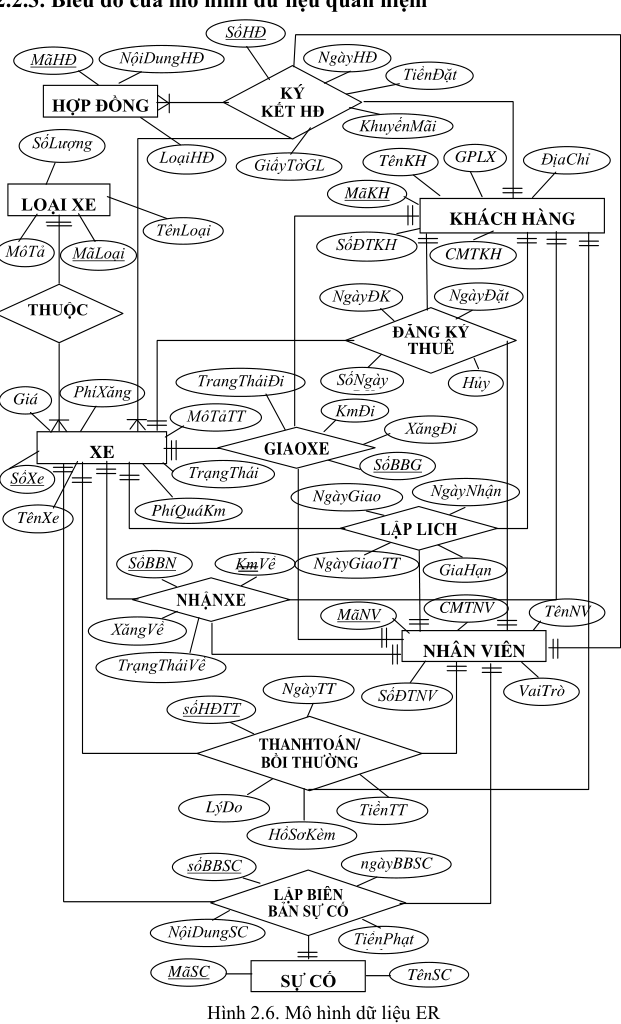 2.2.3. Biểu đồ của mô hình dữ liệu quan niệm
SốHĐ
MãHĐ
NộiDungHĐ
NgàyHĐ
TiềnĐặt
KÝ
KẾT HĐ
HỢP ĐỒNG
KhuyếnMãi
LoạiHĐ
GiấyTờGL
SốLượng
TênKH
GPLX
ĐịaChỉ
MãKH
LOẠI XE
KHÁCH HÀNG
TênLoại
MôTả
MãLoại
SốĐTKH
CMTKH
THUỘC
NgàyĐK
NgàyĐặt
ĐĂNG KÝ
THUÊ
SốNgày
Hủy
TrangTháiĐi
Giá
PhíXăng
MôTảTT
KmĐi
XăngĐi
XE
GIAOXE
SốXe
TrạngThái
SốBBG
TênXe
PhíQuáKm
NgàyGiao
NgàyNhận
LẬP LICH
NgàyGiaoTT
GiaHạn
SốBBN
KmVề
NHẬNXE
MãNV
CMTNV
TênNV
XăngVề
TrạngTháiVề
NHÂN VIÊN
SốĐTNV
VaiTrò
NgàyTT
sốHĐTT
THANHTOÁN/
BỒI THƯỜNG
LýDo
TiềnTT
HồSơKèm
sốBBSC
ngàyBBSC
LẬP BIÊN
BẢN SỰ CỐ
NộiDungSC
TiềnPhạt
MãSC
SỰ CỐ
TênSC
Hình 2.6. Mô hình dữ liệu ER